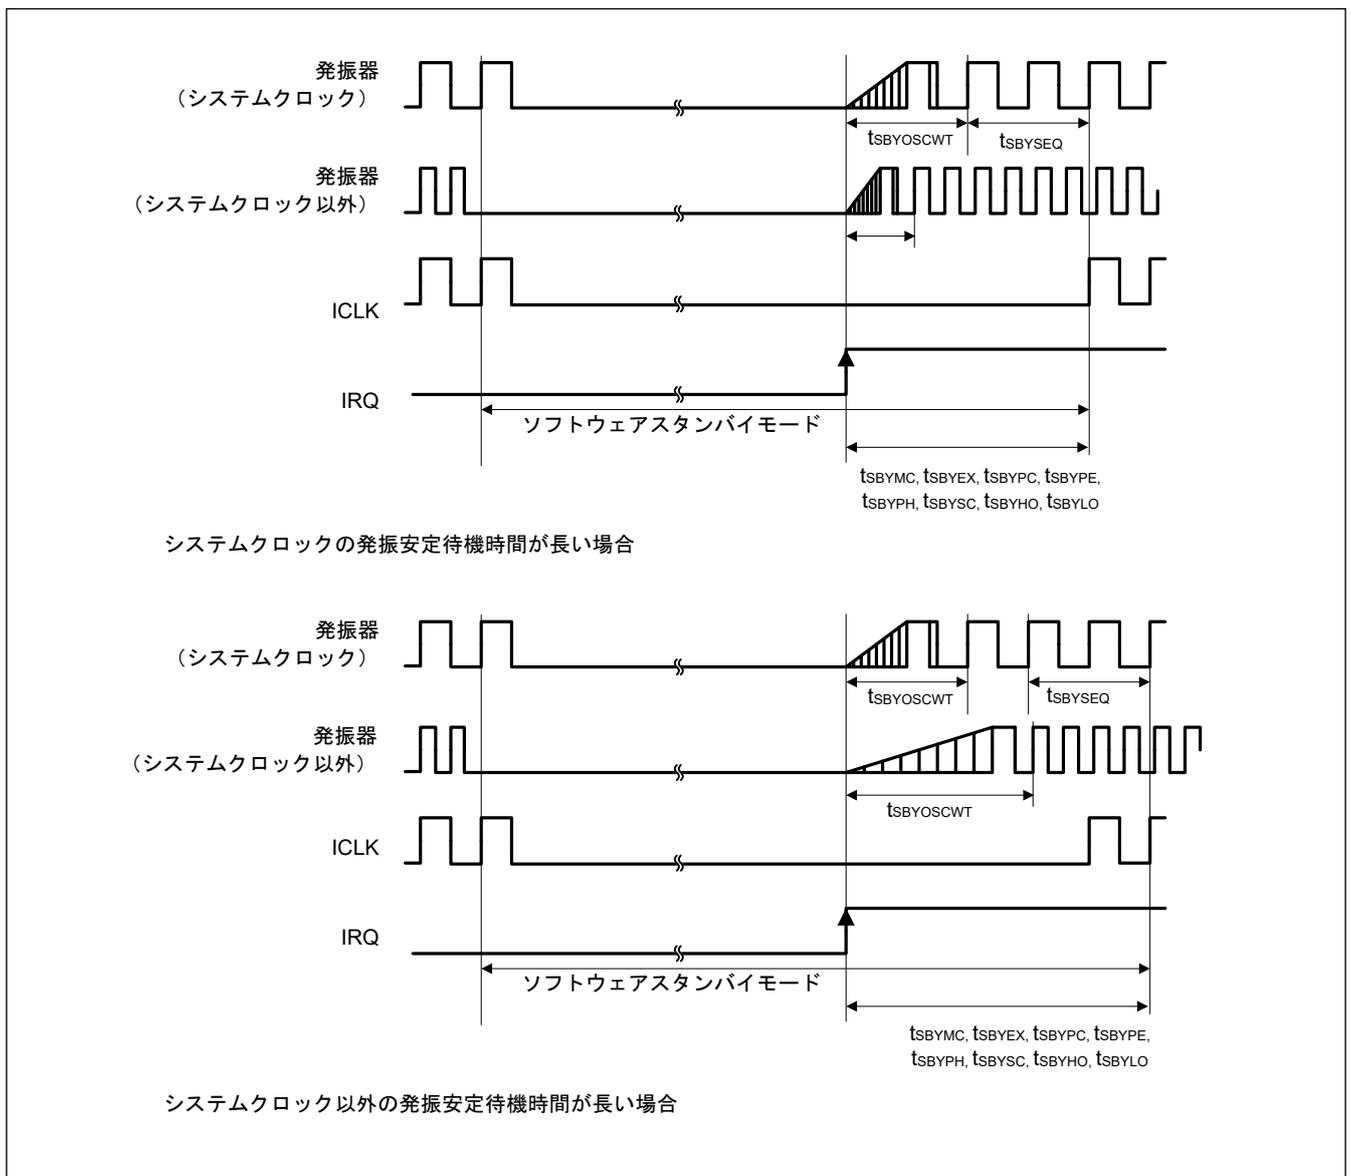 発振器
（システムクロック）
tSBYOSCWT
tSBYSEQ
発振器
（システムクロック以外）
ICLK
IRQ
ソフトウェアスタンバイモード
tSBYMC, tSBYEX, tSBYPC, tSBYPE,
tSBYPH, tSBYSC, tSBYHO, tSBYLO
システムクロックの発振安定待機時間が長い場合
発振器
（システムクロック）
tSBYOSCWT
tSBYSEQ
発振器
（システムクロック以外）
tSBYOSCWT
ICLK
IRQ
ソフトウェアスタンバイモード
tSBYMC, tSBYEX, tSBYPC, tSBYPE,
tSBYPH, tSBYSC, tSBYHO, tSBYLO
システムクロック以外の発振安定待機時間が長い場合